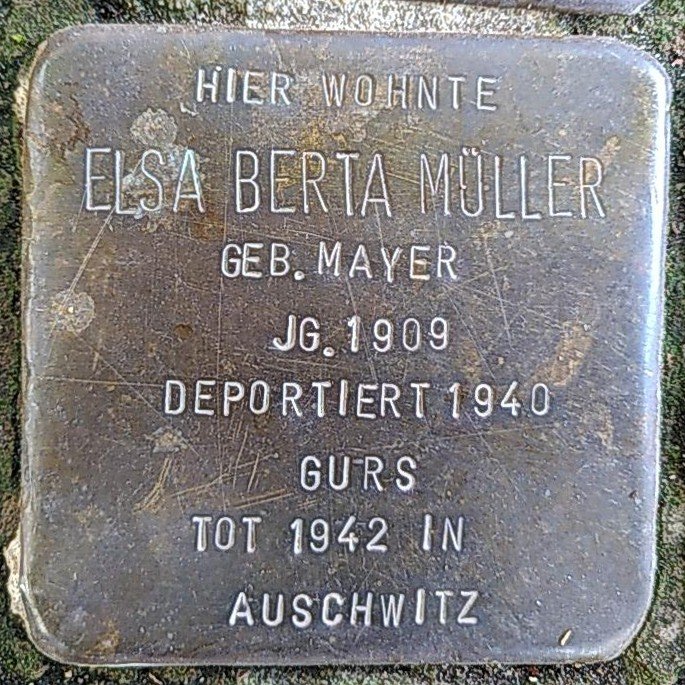 HIER WOHNTE
ELSA BERTA MÜLLER
GEB. MAYER
JG. 1909
DEPORTIERT 1940
GURS
TOT 1942 IN
AUSCHWITZ